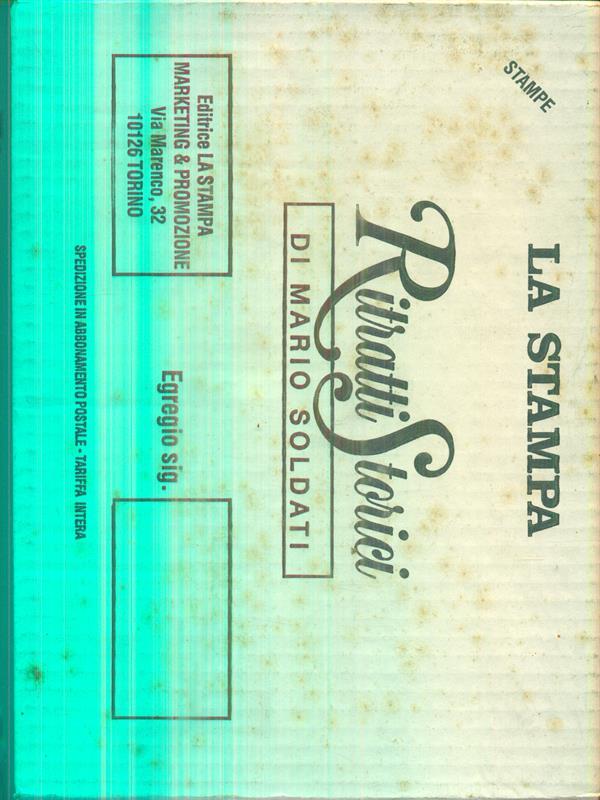 STAMPE
LA STAMPA
Ritratti Storici
DI MARIO SOLDATI
Editrice LA STAMPA
MARKETING & PROMOZIONE
Via Marenco, 32
10126 TORINO
Egregio sig.
SPEDIZIONE IN ABBONAMENTO POSTALE - TARIFFA INTERA